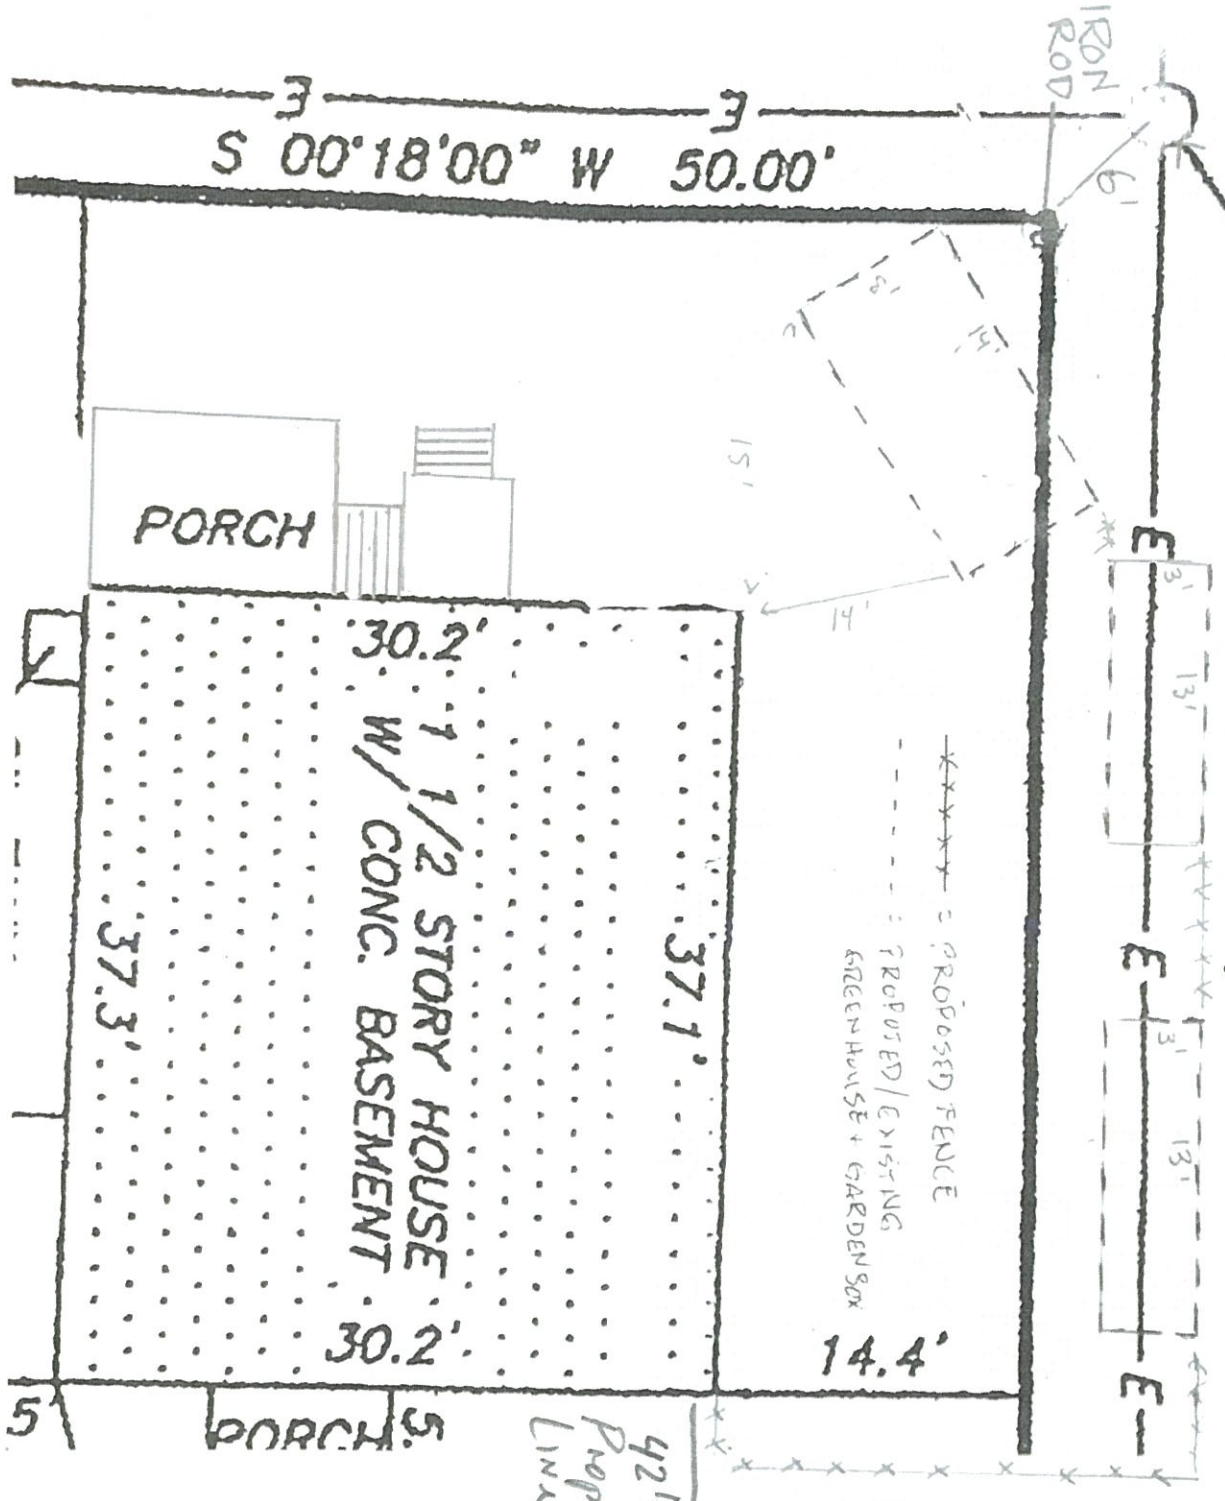 IRON
ROD
E
E
S 00°18'00" W 50.00'
6'
8'
14'
15'
14'
PORCH
E
3'
13'
30.2'
1 1/2 STORY HOUSE
W/ CONC. BASEMENT
37.1'
37.3'
xxxxx = PROPOSED FENCE
PROPOSED/EXISTING
GREENHOUSE + GARDEN BOX
E
3'
13'
30.2'
14.4'
E
5
PORCH
5.
42'
Prop
Line